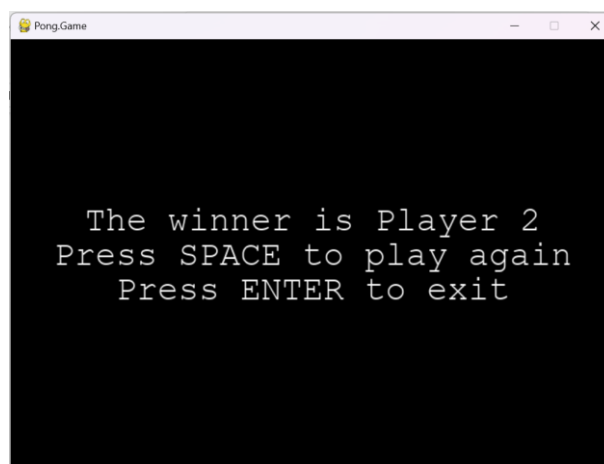 Pong.Game
The winner is Player 2
Press SPACE to play again
Press ENTER to exit